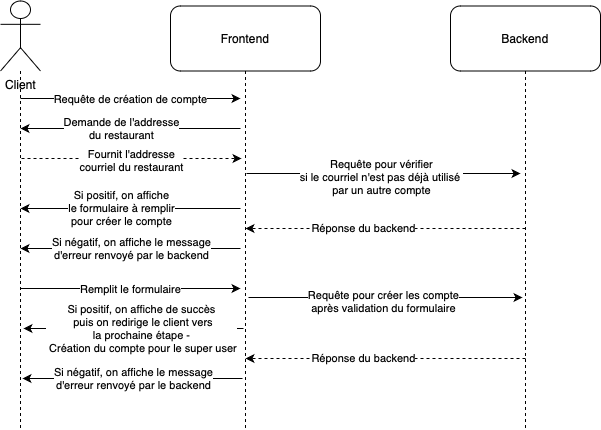 Frontend
Backend
Client
Requête de création de compte
Demande de l'addresse
du restaurant
Fournit l'addresse
courriel du restaurant
Requête pour vérifier
si le courriel n'est pas déjà utilisé
par un autre compte
Si positif, on affiche
le formulaire à remplir
pour créer le compte
Réponse du backend
Si négatif, on affiche le message
d'erreur renvoyé par le backend
Remplit le formulaire
Requête pour créer les compte
après validation du formulaire
Si positif, on affiche de succès
puis on redirige le client vers
la prochaine étape -
Création du compte pour le super user
Réponse du backend
Si négatif, on affiche le message
d'erreur renvoyé par le backend